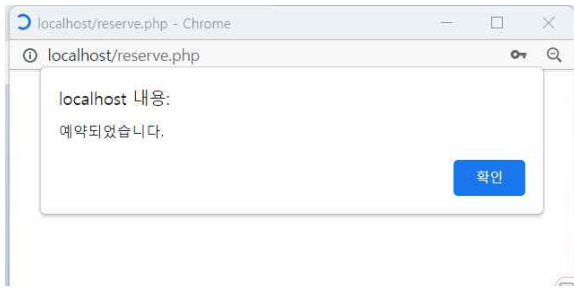 localhost/reserve.php - Chrome
localhost/reserve.php
localhost 내용:
예약되었습니다.
확인